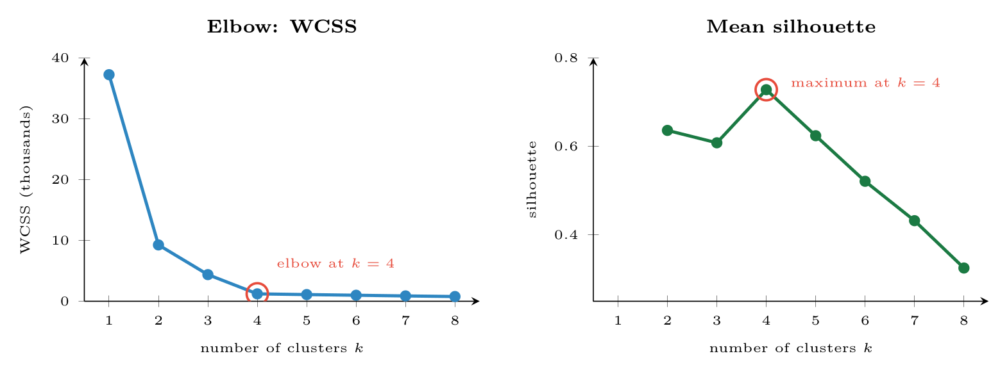 Elbow: WCSS
40
30
20
10
0
WCSS (thousands)
elbow at k = 4
1 2 3 4 5 6 7 8
number of clusters k
Mean silhouette
0.8
0.6
0.4
silhouette
maximum at k = 4
1 2 3 4 5 6 7 8
number of clusters k